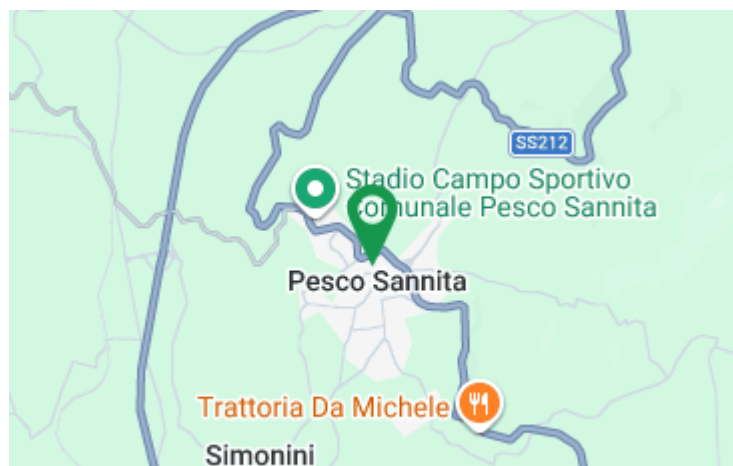 SS212
Stadio Campo Sportivo
Comunale Pesco Sannita
Pesco Sannita
Trattoria Da Michele
Simonini